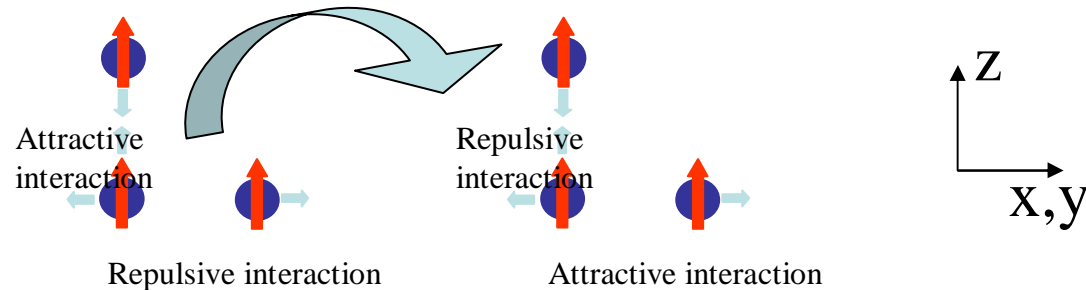 Attractive
interaction
Repulsive interaction
Repulsive
interaction
Attractive interaction
z
x,y